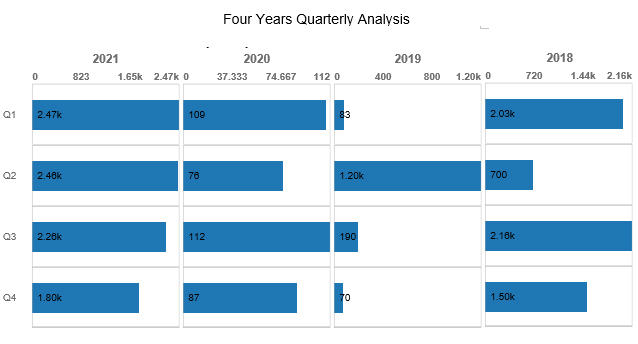 Four Years Quarterly Analysis
2021 2020 2019 2018
0 823 1.65k 2.47k 0 37.333 74.667 112 0 400 800 1.20k 0 720 1.44k 2.16k
Q1 2.47k 109 83 2.03k
Q2 2.46k 76 1.20k 700
Q3 2.26k 112 190 2.16k
Q4 1.80k 87 70 1.50k